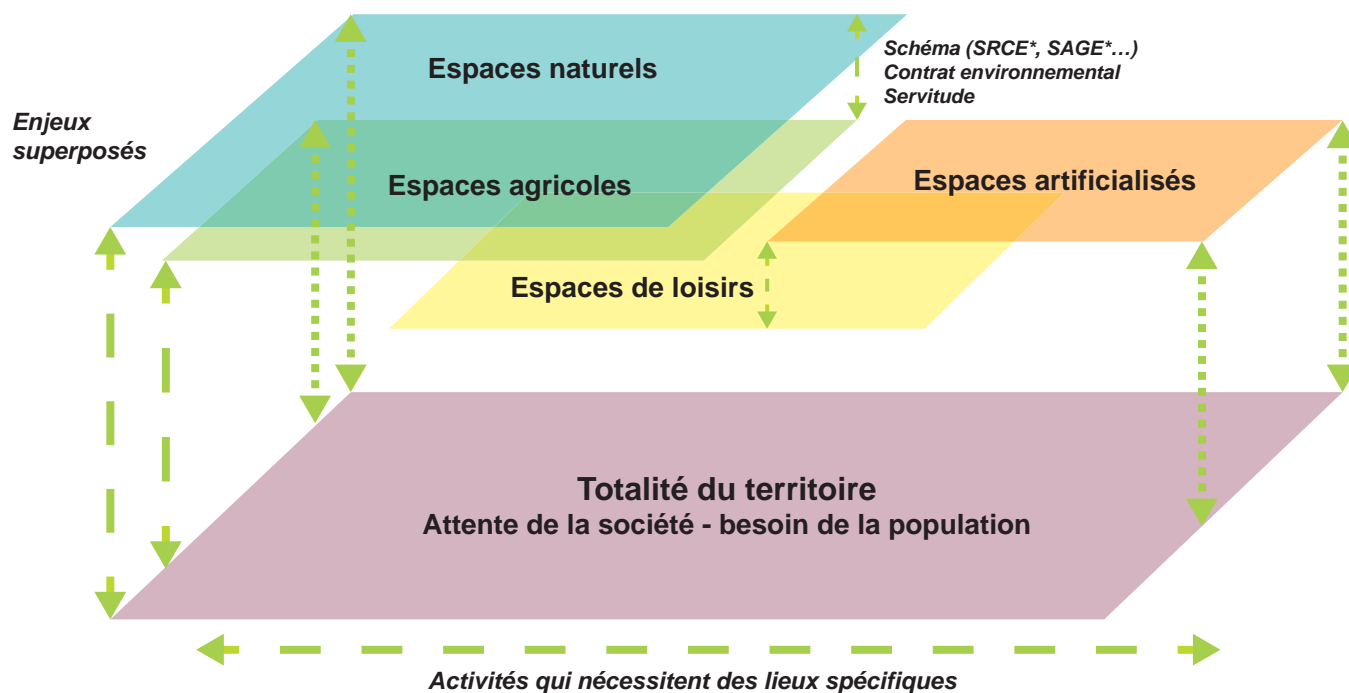 Espaces naturels
Schéma (SRCE*, SAGE*...)
Contrat environnemental
Servitude
Enjeux
superposés
Espaces agricoles
Espaces artificialisés
Espaces de loisirs
Totalité du territoire
Attente de la société - besoin de la population
Activités qui nécessitent des lieux spécifiques